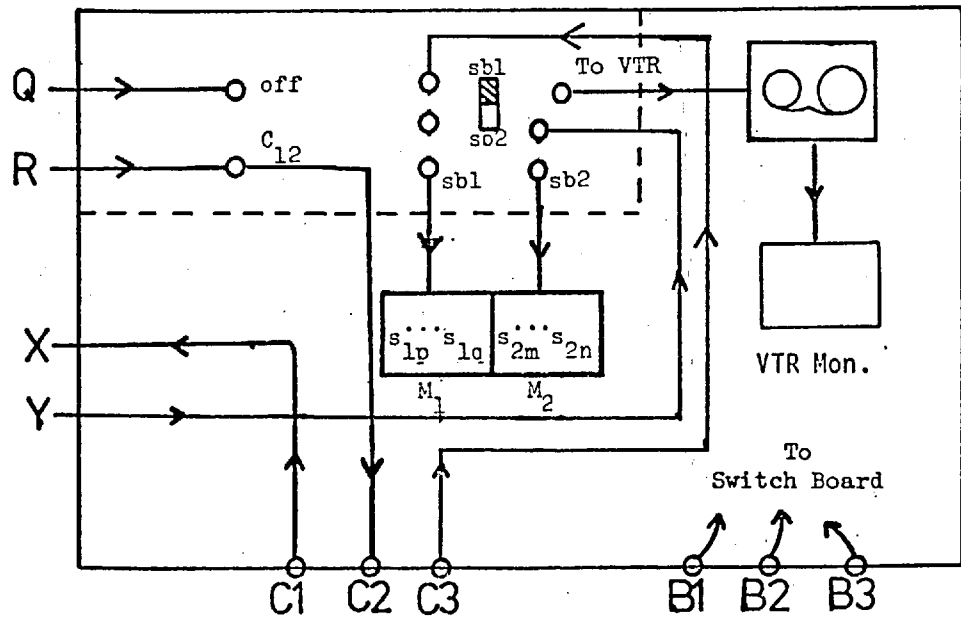 Q
off
sb1
To VTR
sb2
R
C12
sb1
sb2
X
s1p ... s1q
s2m ... s2n
VTR Mon.
M1
M2
Y
To
Switch Board
C1
C2
C3
B1
B2
B3